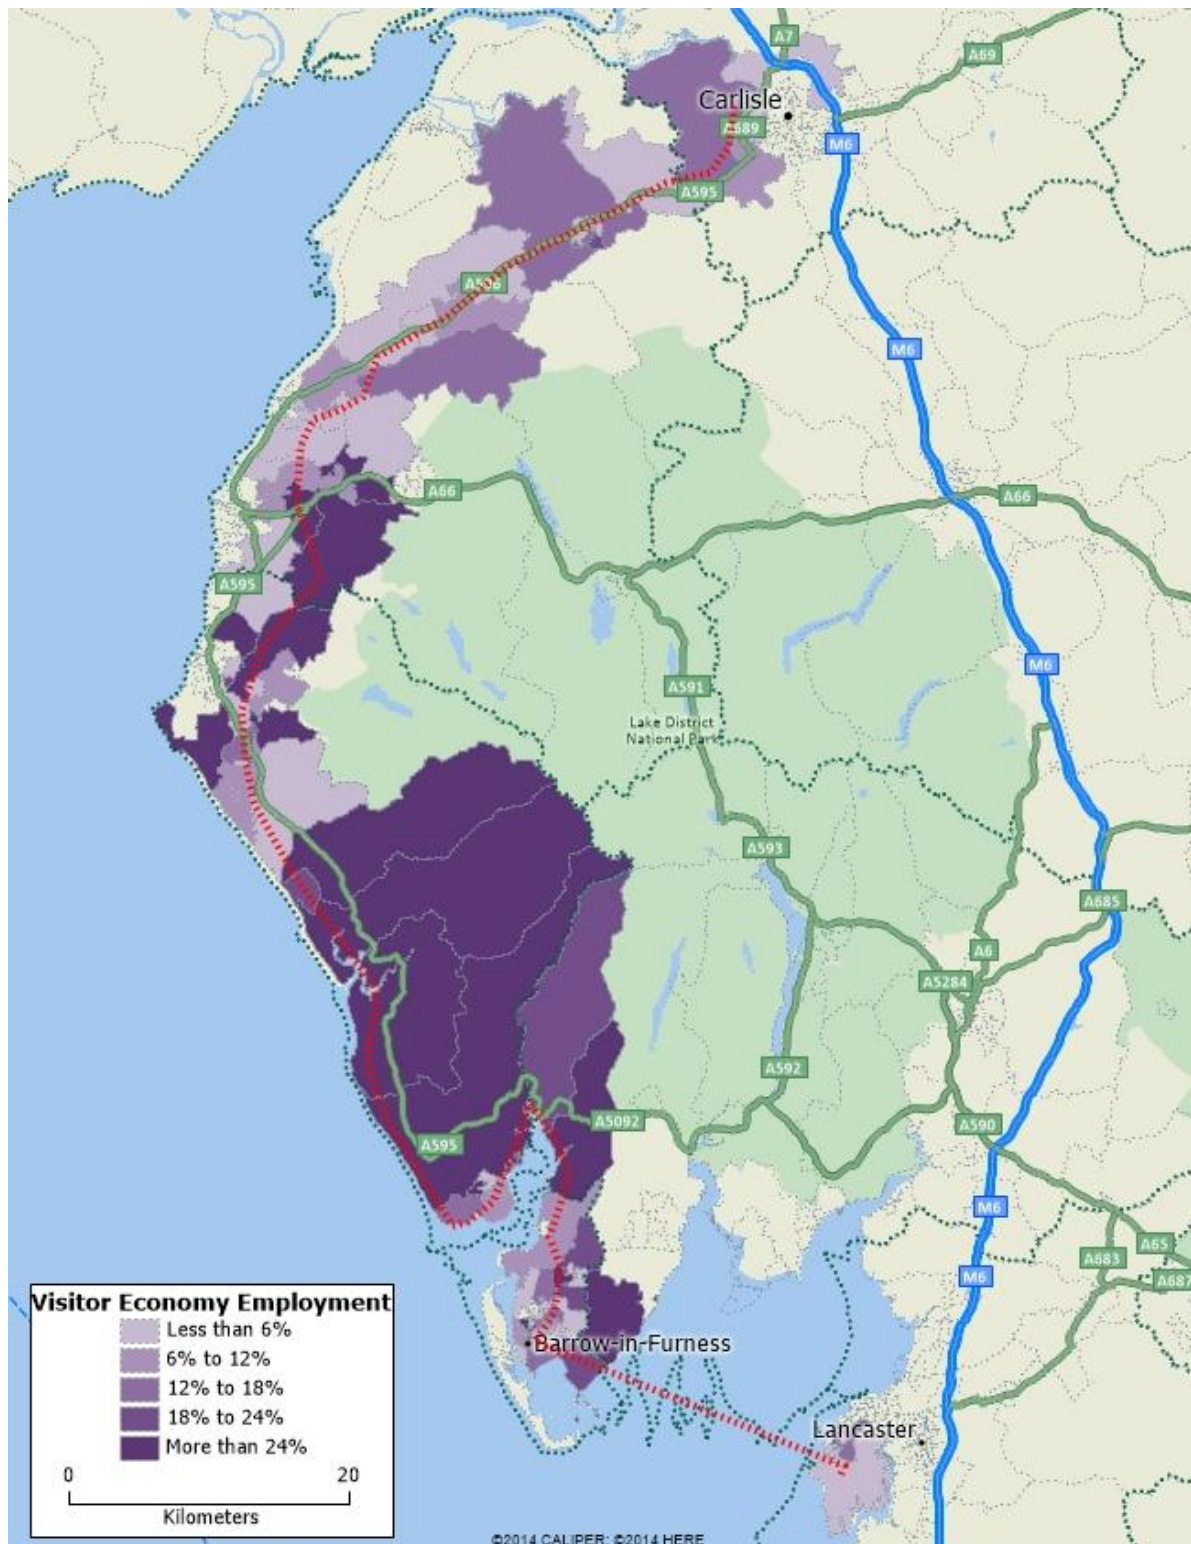 A7
A69
Carlisle
A689
M6
A595
A596
M6
A66
A66
A595
M6
A591
Lake District
National Park
A593
A685
A6
A5284
A592
A5092
A590
A595
M6
A65
A683
M6
A687
Visitor Economy Employment
Less than 6%
6% to 12%
12% to 18%
18% to 24%
More than 24%
0 20
Kilometers
Barrow-in-Furness
Lancaster
©2014 CALIPER; ©2014 HERE